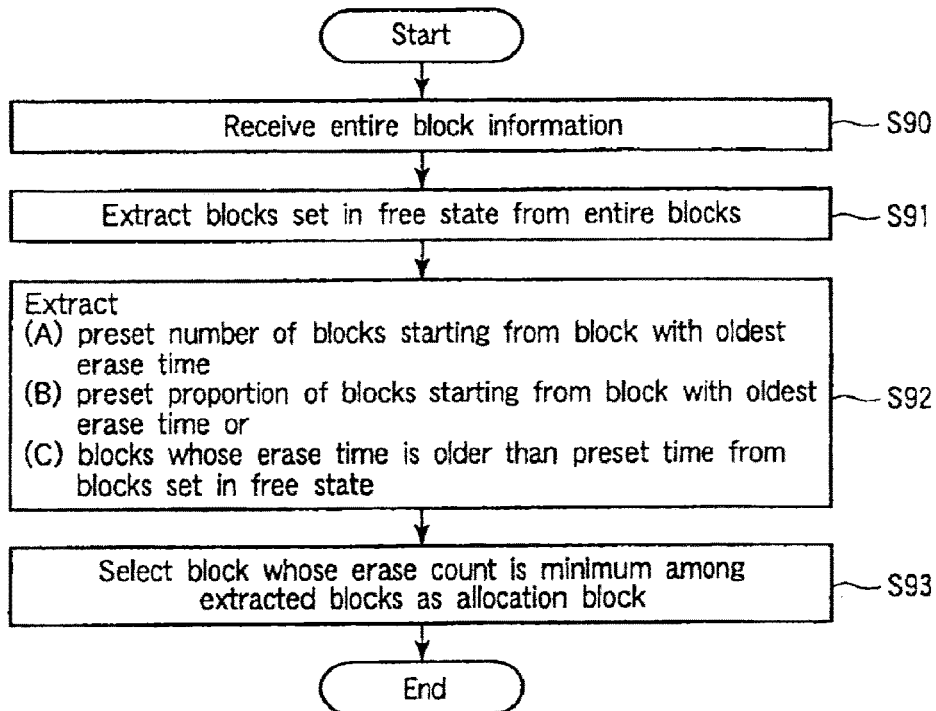 Start
Receive entire block information
S90
Extract blocks set in free state from entire blocks
S91
Extract
(A) preset number of blocks starting from block with oldest
erase time
(B) preset proportion of blocks starting from block with oldest
erase time or
(C) blocks whose erase time is older than preset time from
blocks set in free state
S92
Select block whose erase count is minimum among
extracted blocks as allocation block
S93
End